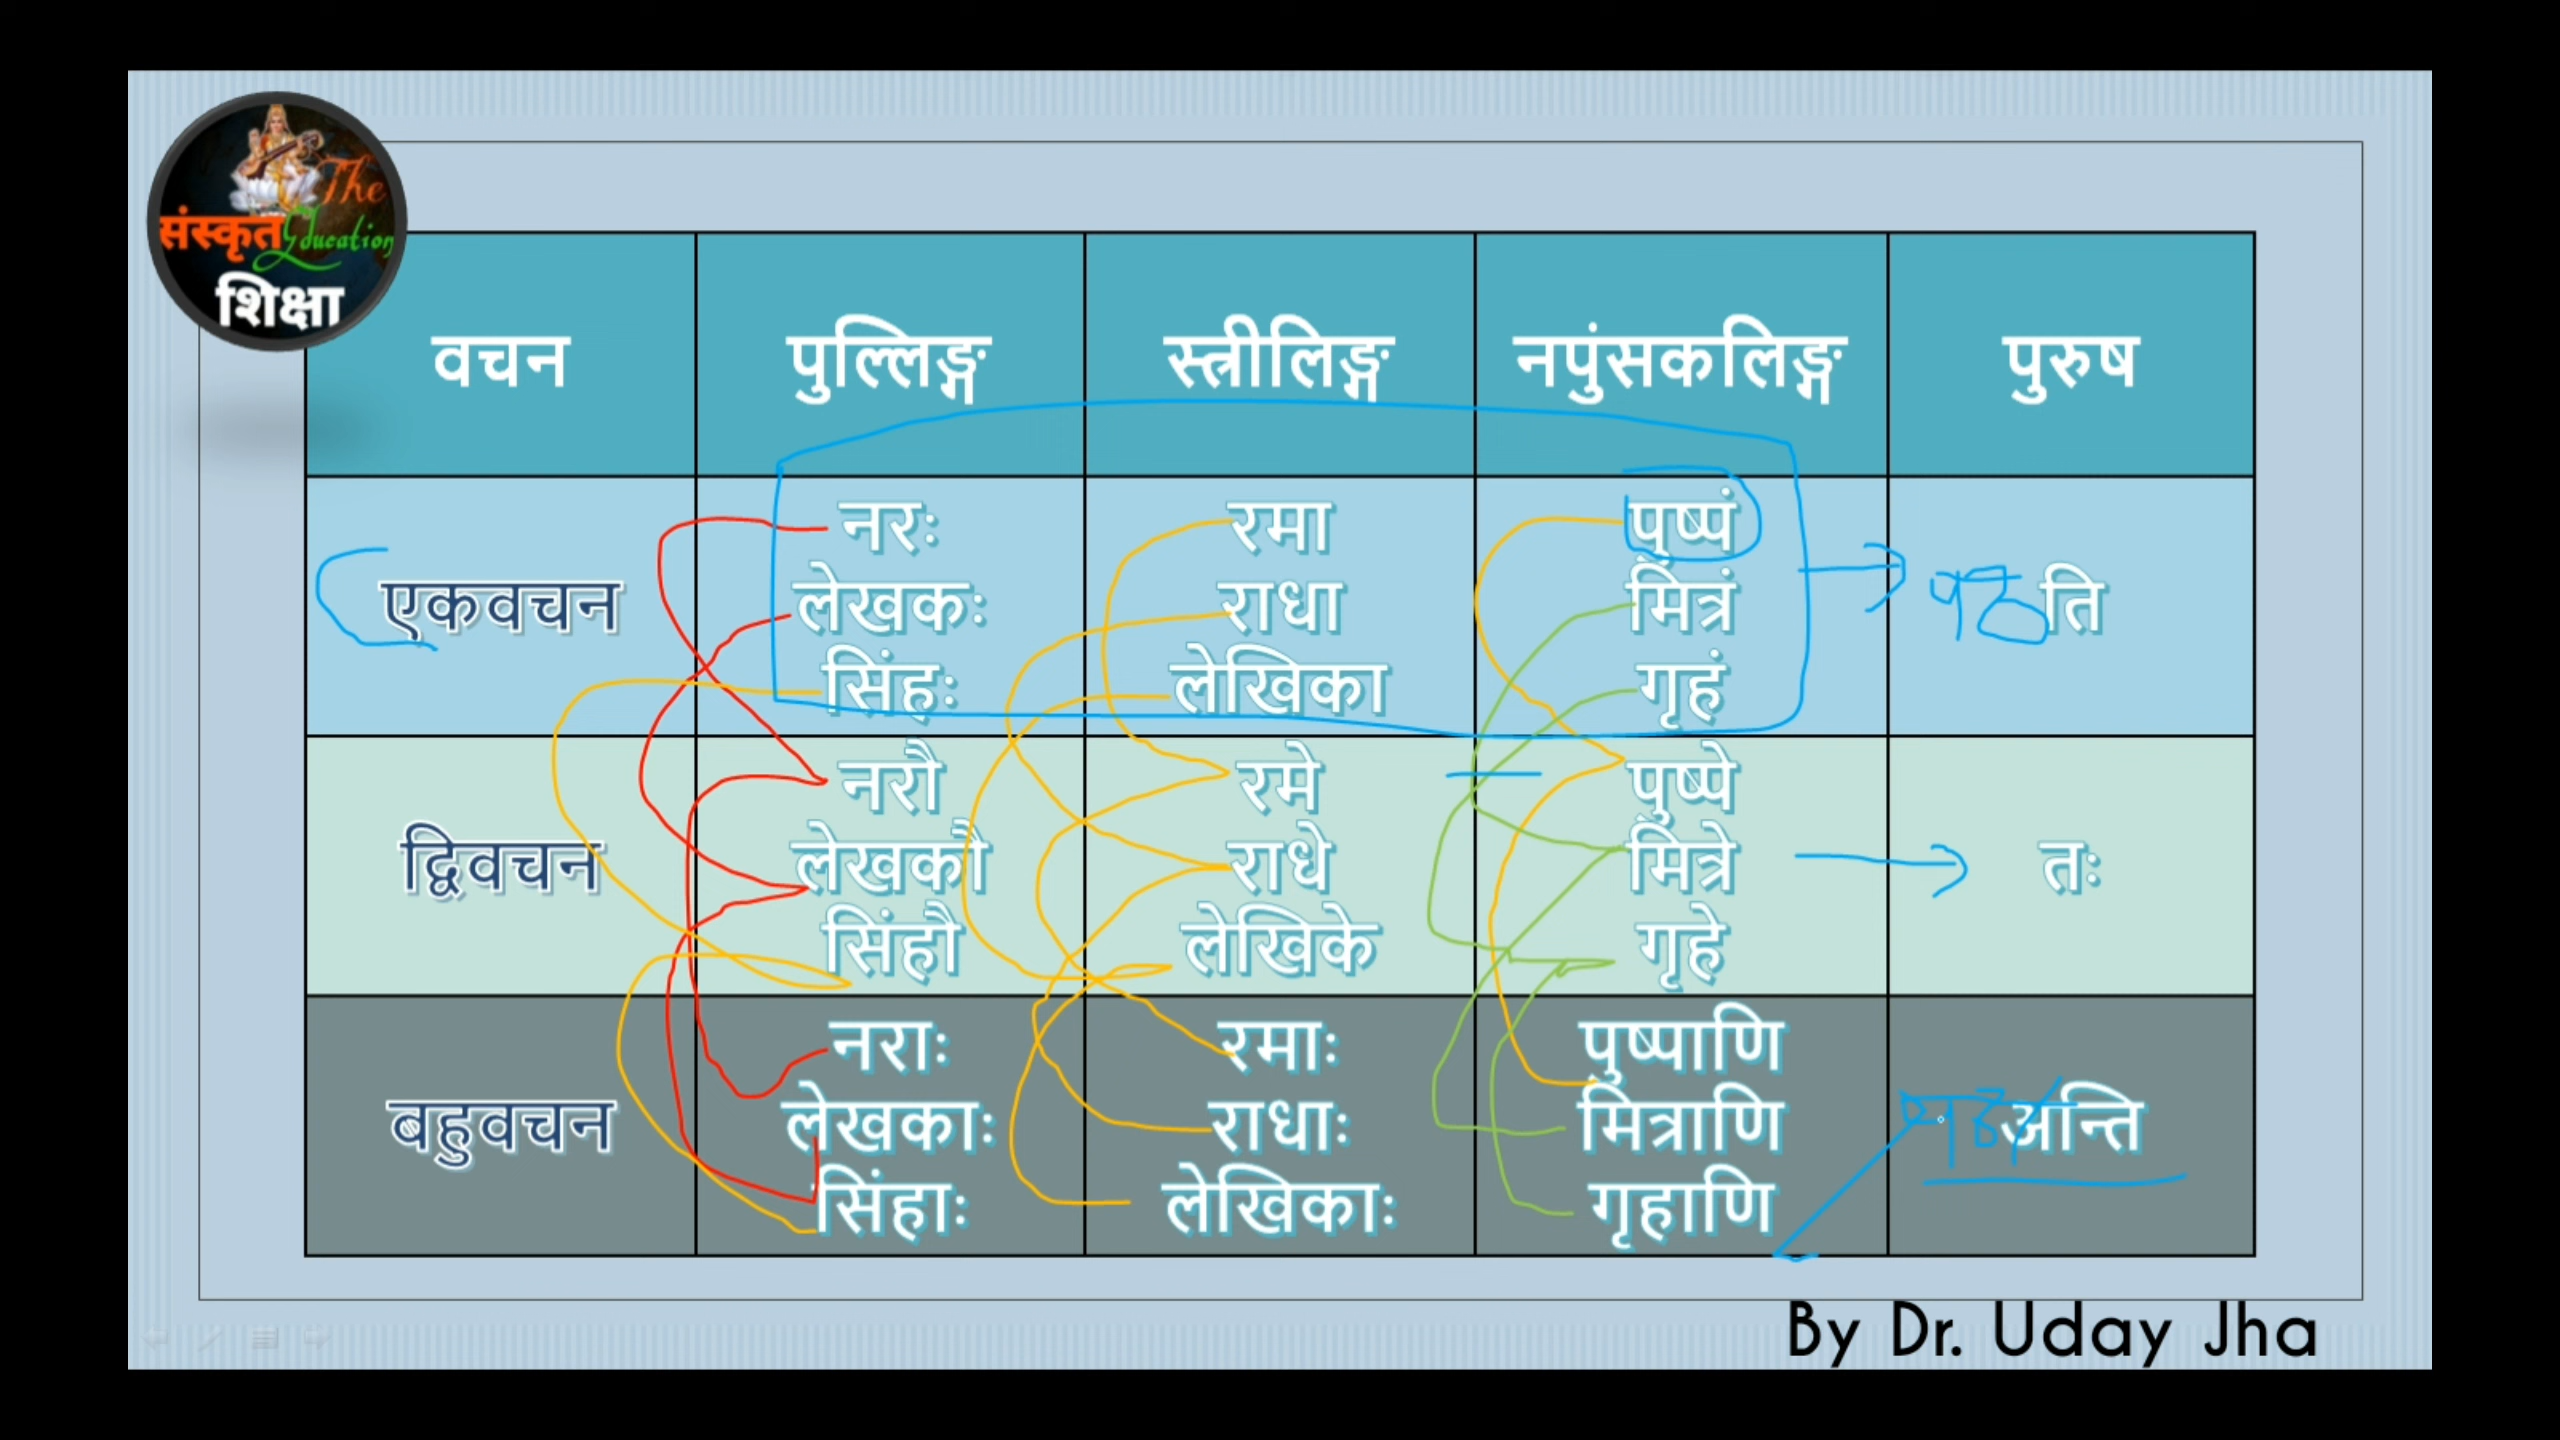 The
संस्कृत Education
शिक्षा
वचन पुल्लिङ्ग स्त्रीलिङ्ग नपुंसकलिङ्ग पुरुष
एकवचन
नरः
लेखकः
सिंहः
रमा
राधा
लेखिका
पुष्पं
मित्रं
गृहं
पठति
द्विवचन
नरौ
लेखकौ
सिंहौ
रमे
राधे
लेखिके
पुष्पे
मित्रे
गृहे
तः
बहुवचन
नराः
लेखकाः
सिंहाः
रमाः
राधाः
लेखिकाः
पुष्पाणि
मित्राणि
गृहाणि
पठ् अन्ति
By Dr. Uday Jha